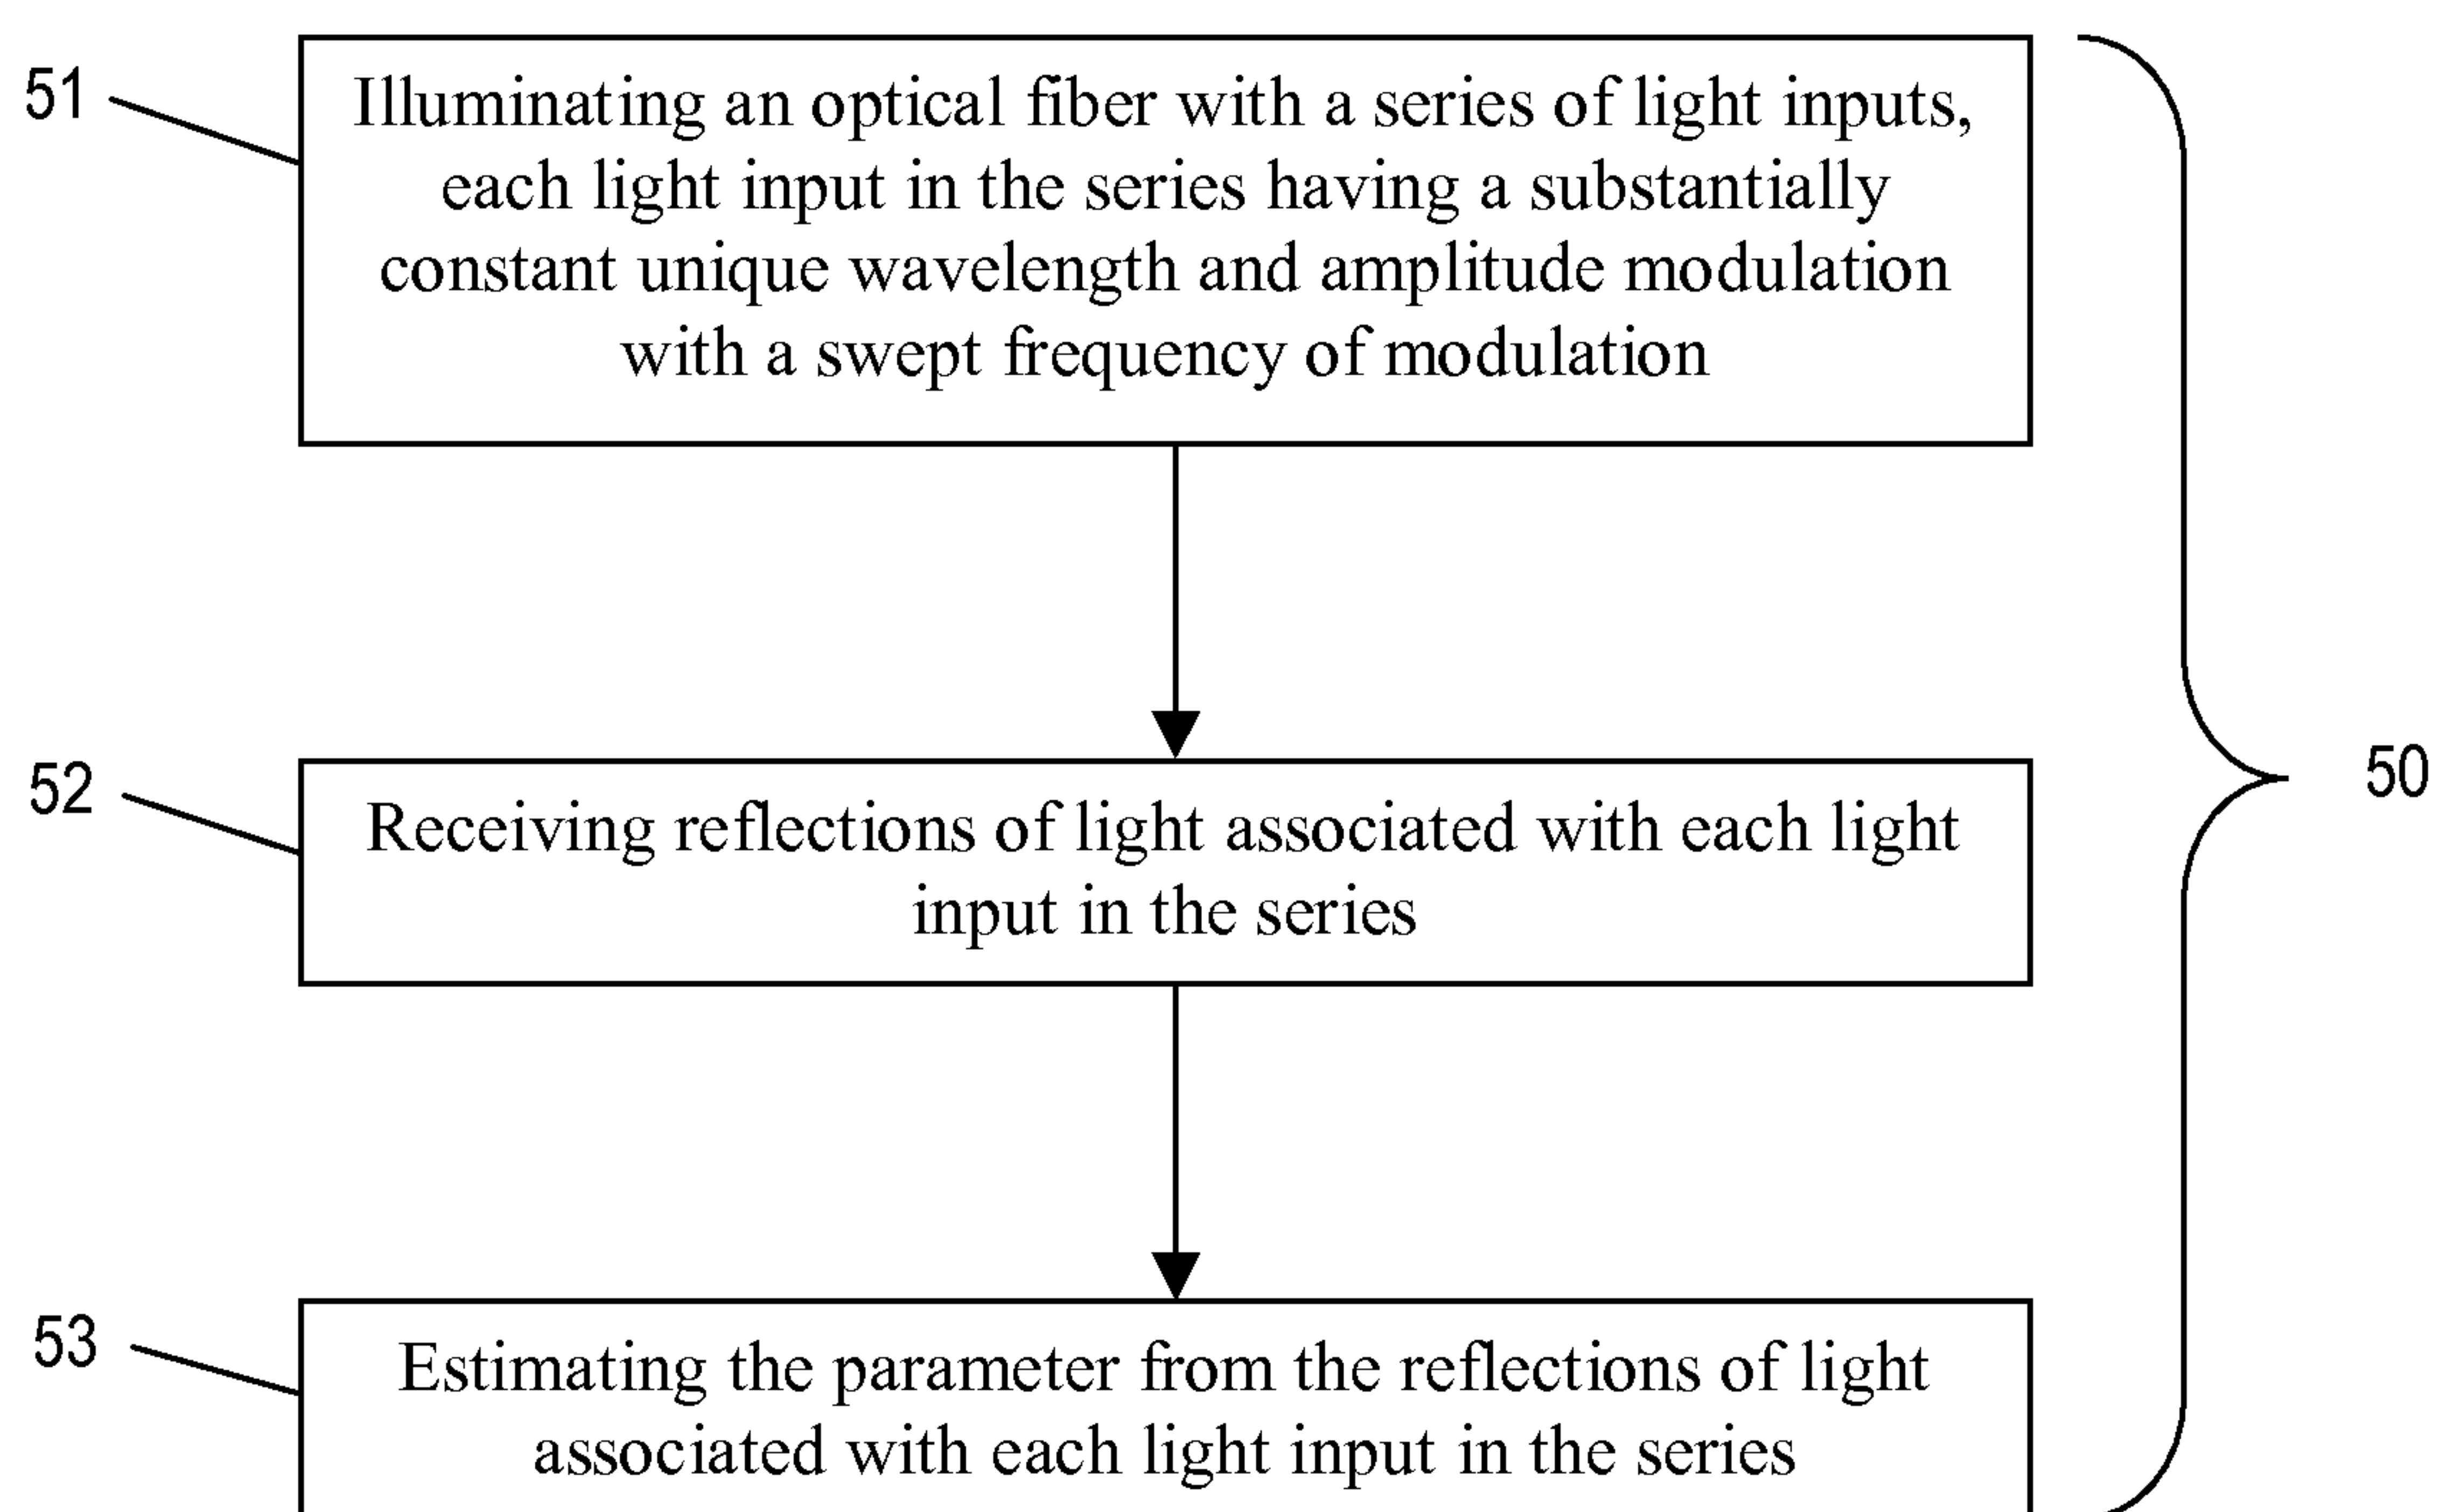 51
Illuminating an optical fiber with a series of light inputs,
each light input in the series having a substantially
constant unique wavelength and amplitude modulation
with a swept frequency of modulation
52
Receiving reflections of light associated with each light
input in the series
50
53
Estimating the parameter from the reflections of light
associated with each light input in the series